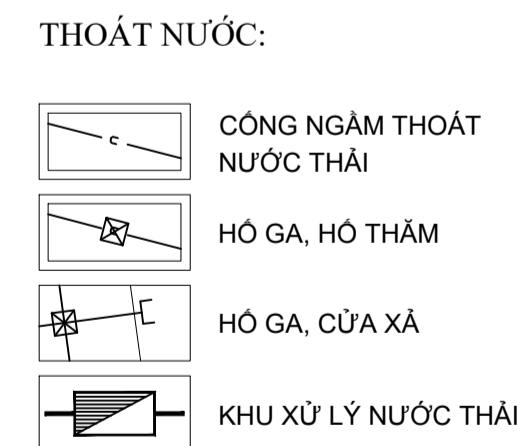 THOÁT NƯỚC:
c
CỐNG NGẦM THOÁT
NƯỚC THẢI
c
HỐ GA, HỐ THĂM
HỐ GA, CỬA XẢ
KHU XỬ LÝ NƯỚC THẢI